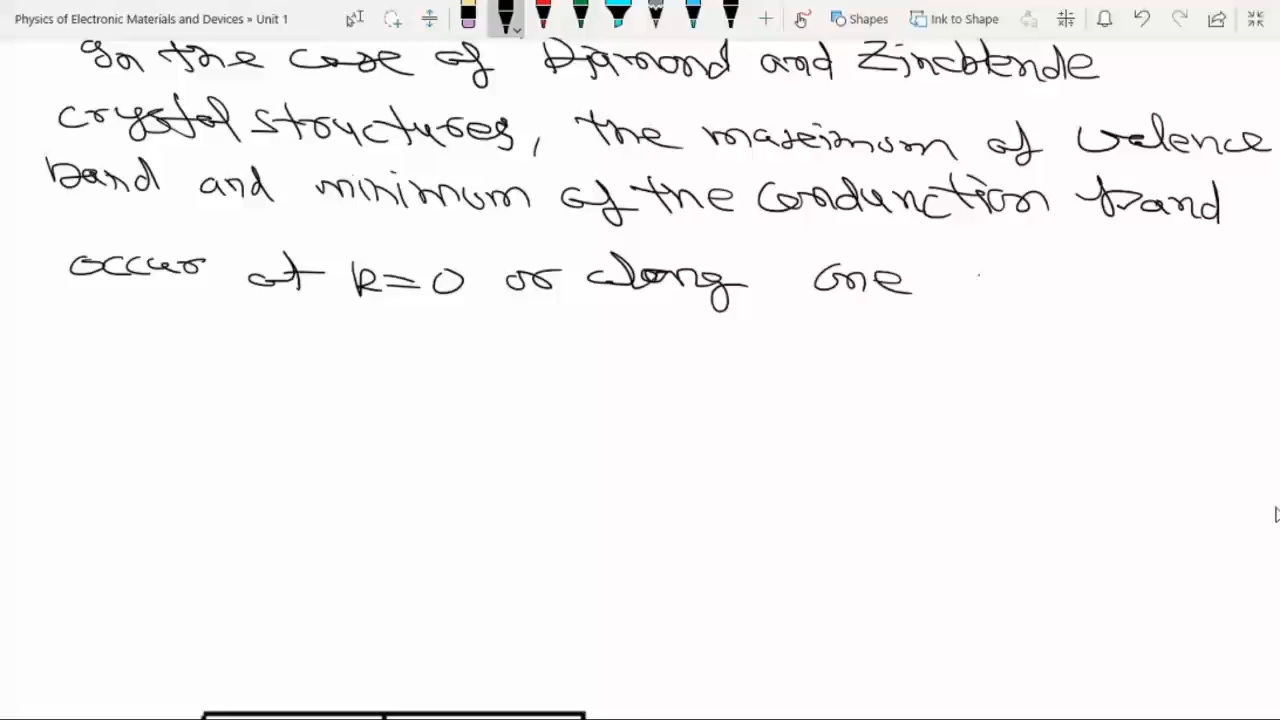 Physics of Electronic Materials and Devices » Unit 1
Shapes
Ink to Shape
In the case of Diamond and Zincblende
crystal structures, the maximum of valence
band and minimum of the conduction band
occur at k=0 or along one